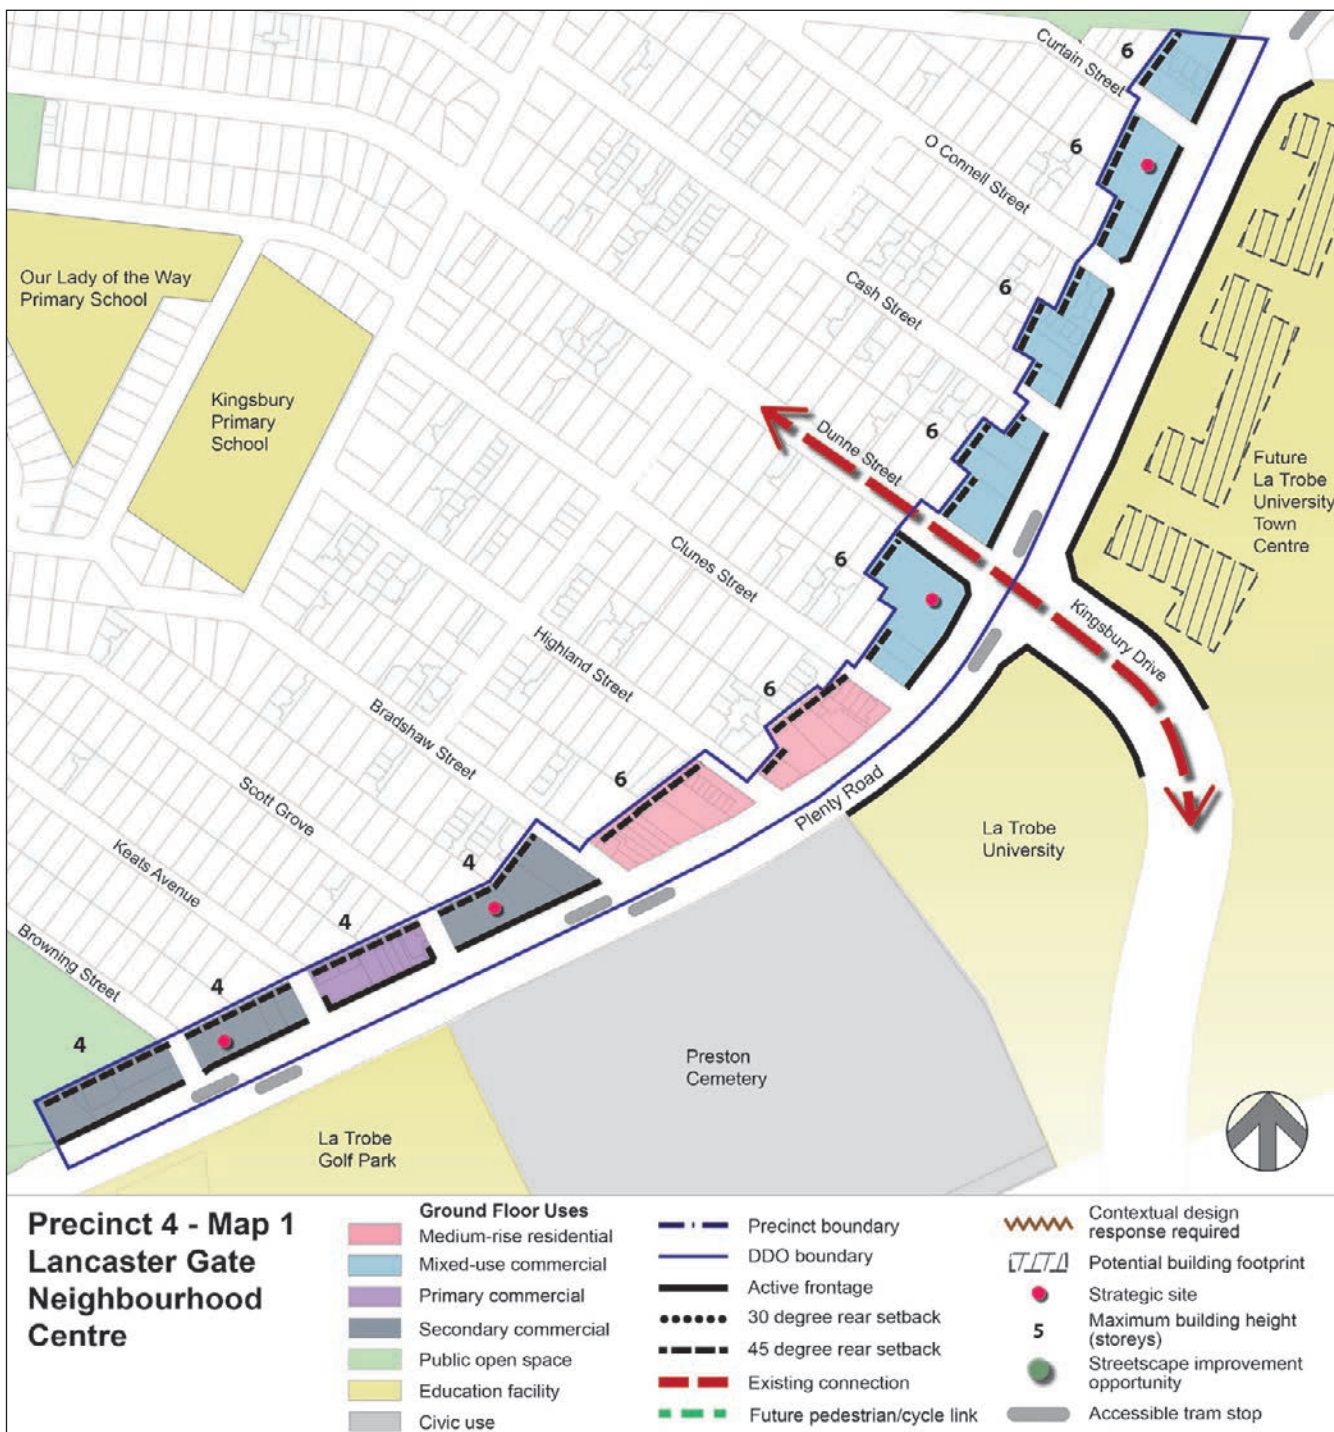 6
Curtain Street
6
O Connell Street
Our Lady of the Way
Primary School
6
Cash Street
Kingsbury
Primary
School
6
Dunne Street
Future
La Trobe
University
Town
Centre
6
Clunes Street
Kingsbury Drive
Highland Street
6
Bradshaw Street
6
Plenty Road
Scott Grove
La Trobe
University
4
Keats Avenue
4
Browning Street
4
4
Preston
Cemetery
La Trobe
Golf Park
Precinct 4 - Map 1
Lancaster Gate
Neighbourhood
Centre
Ground Floor Uses
Medium-rise residential
Mixed-use commercial
Primary commercial
Secondary commercial
Public open space
Education facility
Civic use
Precinct boundary
DDO boundary
Active frontage
30 degree rear setback
45 degree rear setback
Existing connection
Future pedestrian/cycle link
Contextual design
response required
Potential building footprint
Strategic site
5
Maximum building height
(storeys)
Streetscape improvement
opportunity
Accessible tram stop